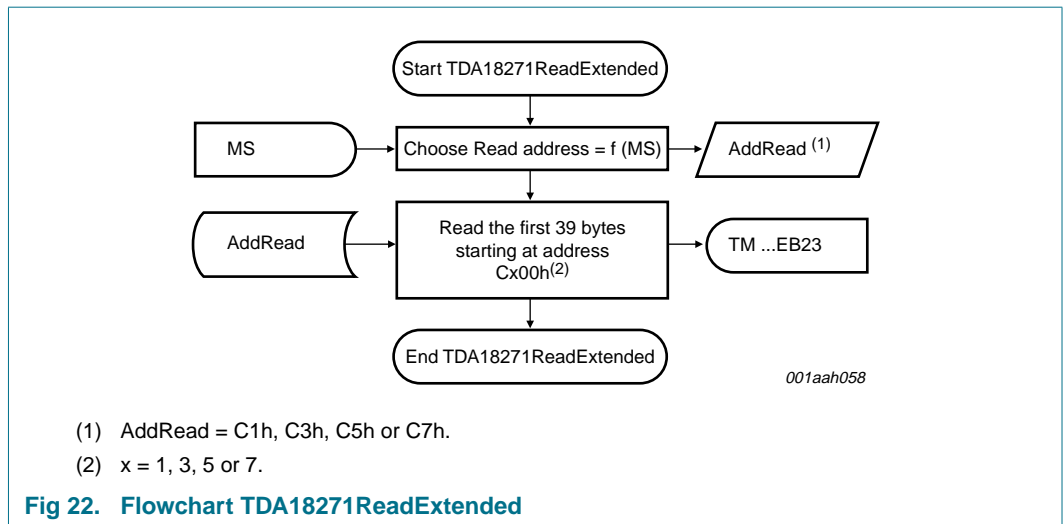 Start TDA18271ReadExtended
MS
Choose Read address = f (MS)
AddRead (1)
AddRead
Read the first 39 bytes
starting at address
Cx00h(2)
TM ...EB23
End TDA18271ReadExtended
001aah058
(1) AddRead = C1h, C3h, C5h or C7h.
(2) x = 1, 3, 5 or 7.
Fig 22. Flowchart TDA18271ReadExtended